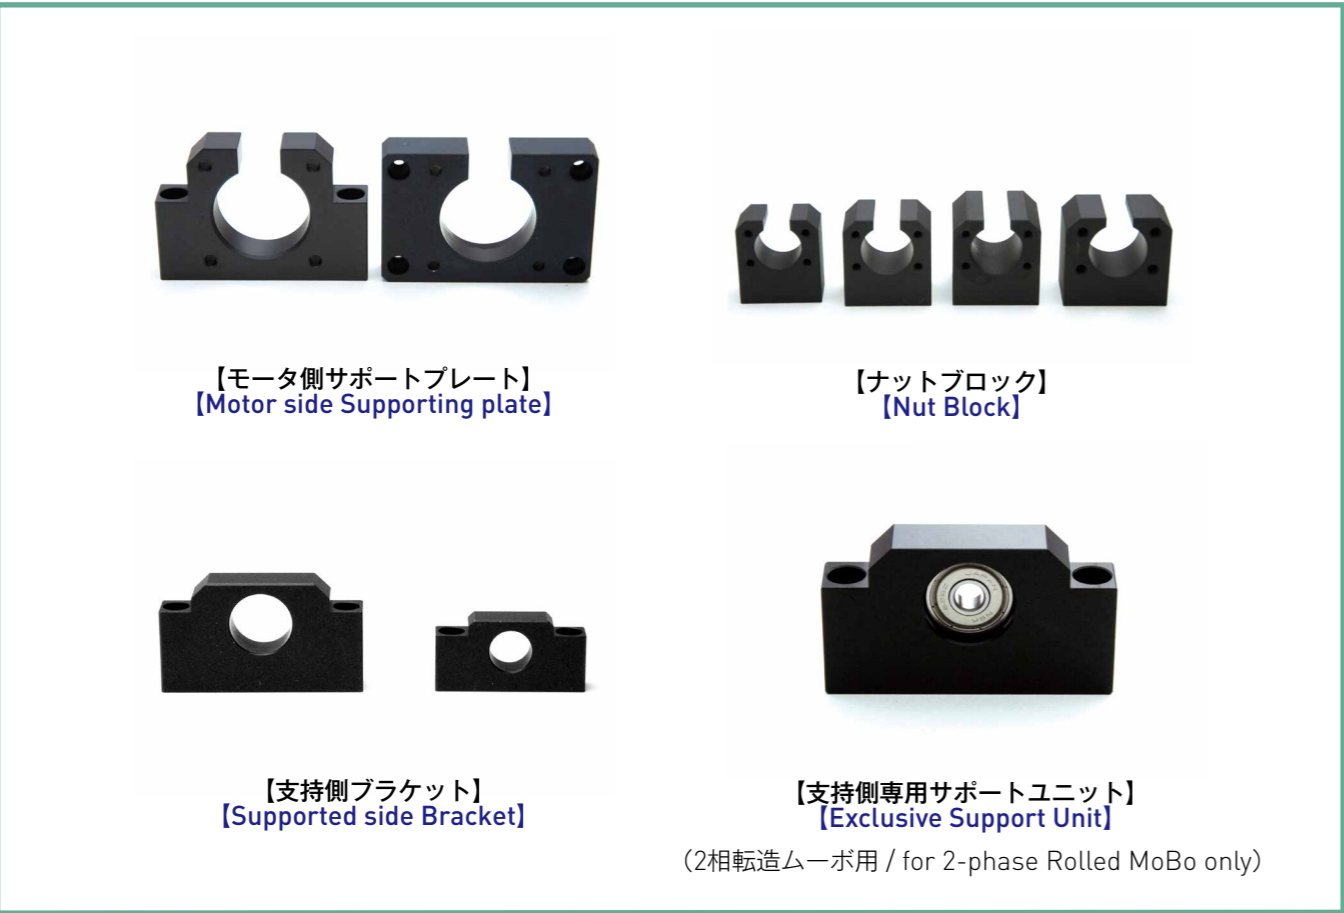 【モータ側サポートプレート】
【Motor side Supporting plate】
【ナットブロック】
【Nut Block】
【支持側ブラケット】
【Supported side Bracket】
【支持側専用サポートユニット】
【Exclusive Support Unit】
（2相転造ムーボ用 / for 2-phase Rolled MoBo only）